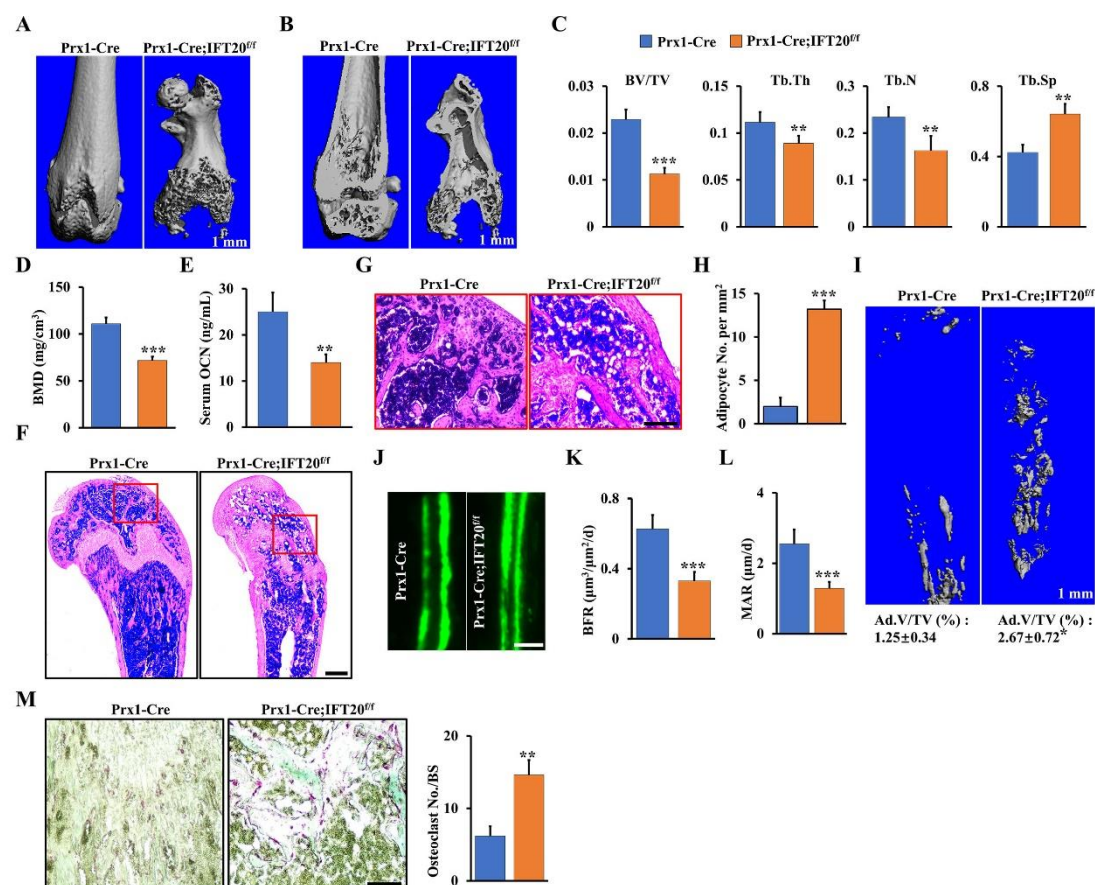 A
Prx1-Cre Prx1-Cre;IFT20f/f
1 mm
B
Prx1-Cre Prx1-Cre;IFT20f/f
1 mm
C
Prx1-Cre Prx1-Cre;IFT20f/f
BV/TV
0.03
0.02
0.01
0
***
Tb.Th
0.15
0.1
0.05
0
**
Tb.N
0.3
0.2
0.1
0
**
Tb.Sp
0.8
0.4
0
**
D
BMD (mg/cm3)
150
100
50
0
***
E
Serum OCN (ng/mL)
30
20
10
0
**
F
Prx1-Cre Prx1-Cre;IFT20f/f
G
Prx1-Cre Prx1-Cre;IFT20f/f
H
Adipocyte No. per mm2
15
12
9
6
3
0
***
I
Prx1-Cre Prx1-Cre;IFT20f/f
1 mm
Ad.V/TV (%) : Ad.V/TV (%) :
1.25±0.34 2.67±0.72*
J
Prx1-Cre
Prx1-Cre;IFT20f/f
K
BFR (μm3/μm2/d)
0.8
0.4
0
***
L
MAR (μm/d)
4
2
0
***
M
Prx1-Cre Prx1-Cre;IFT20f/f
Osteoclast No./BS
20
10
0
**